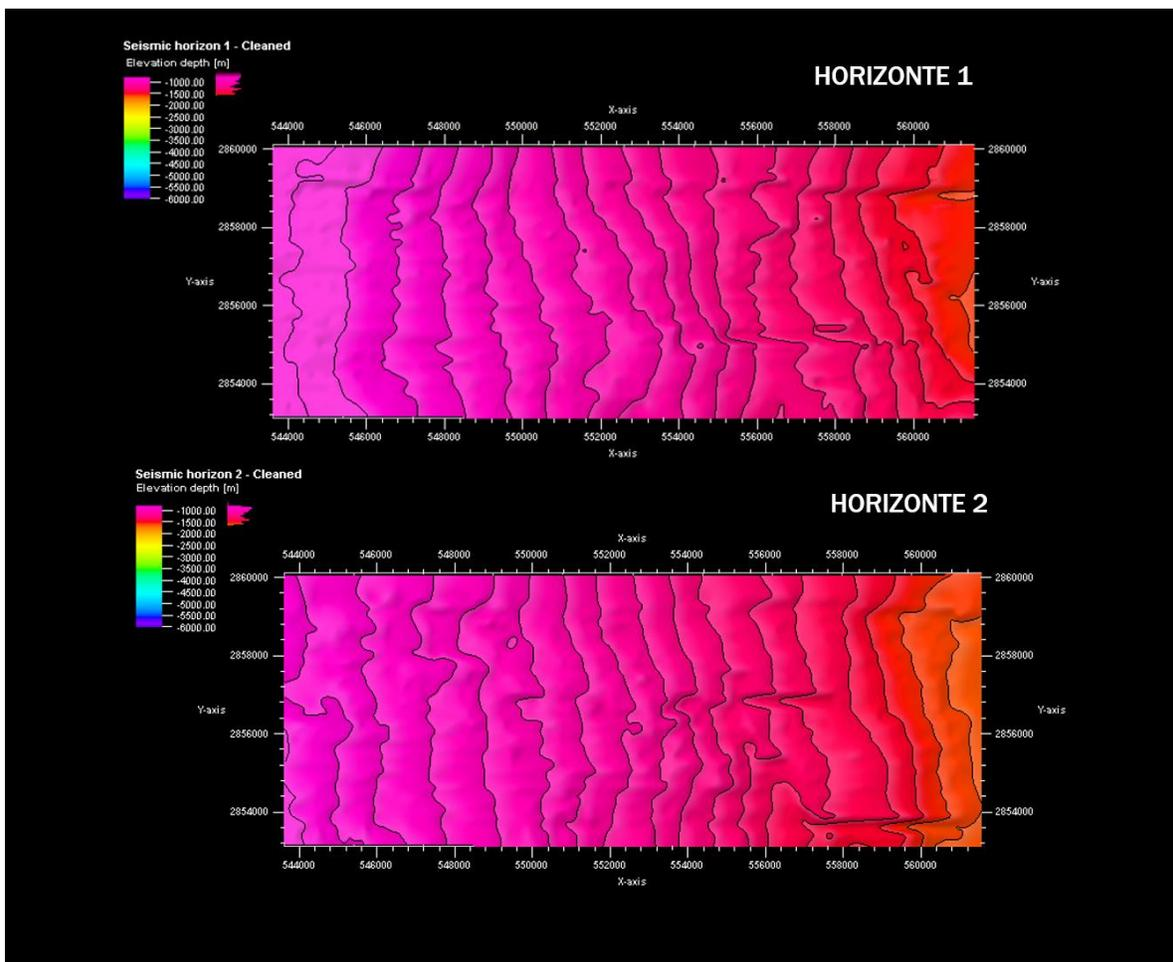 Seismic horizon 1 - Cleaned
Elevation depth [m]
-1000.00
-1500.00
-2000.00
-2500.00
-3000.00
-3500.00
-4000.00
-4500.00
-5000.00
-5500.00
-6000.00
HORIZONTE 1
X-axis
544000 546000 548000 550000 552000 554000 556000 558000 560000
2860000 2860000
2858000 2858000
Y-axis Y-axis
2856000 2856000
2854000 2854000
544000 546000 548000 550000 552000 554000 556000 558000 560000
X-axis
Seismic horizon 2 - Cleaned
Elevation depth [m]
-1000.00
-1500.00
-2000.00
-2500.00
-3000.00
-3500.00
-4000.00
-4500.00
-5000.00
-5500.00
-6000.00
HORIZONTE 2
X-axis
544000 546000 548000 550000 552000 554000 556000 558000 560000
2860000 2860000
2858000 2858000
Y-axis Y-axis
2856000 2856000
2854000 2854000
544000 546000 548000 550000 552000 554000 556000 558000 560000
X-axis